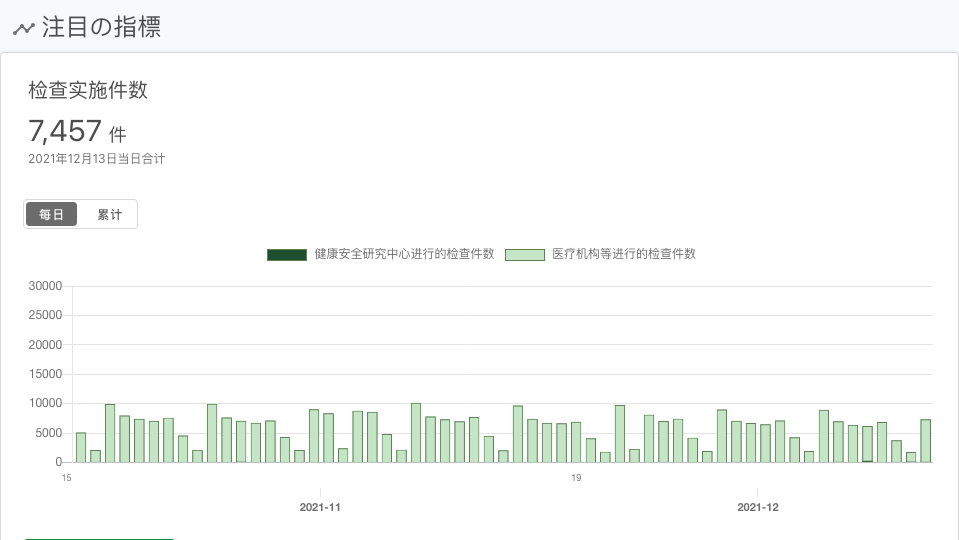 注目の指標
检查实施件数
7,457 件
2021年12月13日当日合计
每日 累计
健康安全研究中心进行的检查件数 医疗机构等进行的检查件数
30000
25000
20000
15000
10000
5000
0
15 19
2021-11 2021-12